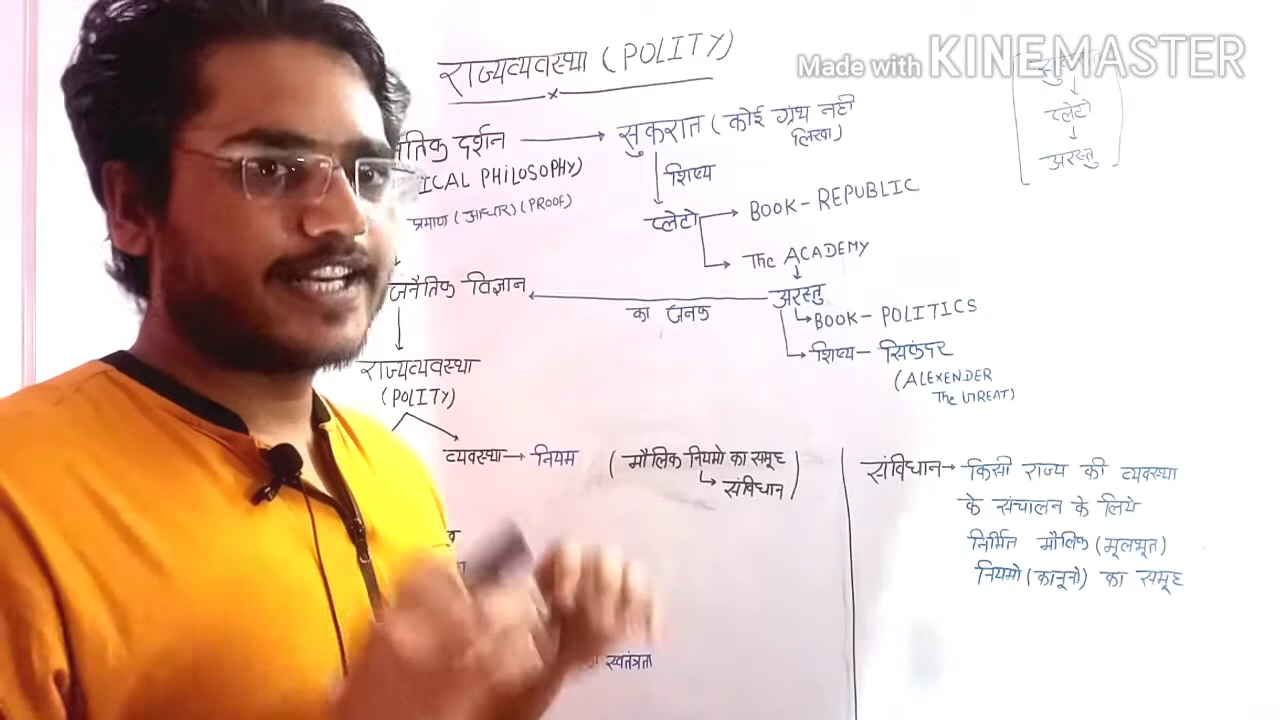 Made with KINEMASTER
राज्यव्यवस्था (POLITY)
प्लेटो
अरस्तु
दर्शन → सुकरात (कोई ग्रंथ नही
लिखा)
ICAL PHILOSOPHY)
प्रमाण (आधार) (PROOF)
शिष्य
प्लेटो → BOOK - REPUBLIC
The ACADEMY
विज्ञान ← का जनक अरस्तु
BOOK - POLITICS
शिष्य - सिकंदर
(ALEXENDER
The GREAT)
राज्यव्यवस्था
(POLITY)
व्यवस्था → नियम (मौलिक नियमो का समूह
संविधान)
संविधान → किसी राज्य की व्यवस्था
के संचालन के लिये
निर्मित मौलिक (मूलभूत)
नियमो (कानूनो) का समूह
स्वतंत्रता